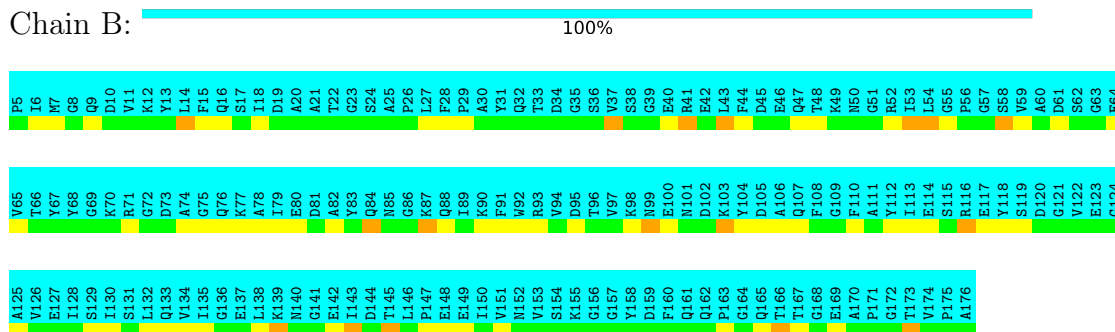 Chain B:
100%
P5 I6 M7 G8 Q9 D10 V11 K12 Y13 L14 F15 Q16 S17 I18 D19 A20 A21 T22 G23 S24 A25 P26 L27 F28 P29 A30 Y31 Q32 T33 D34 G35 S36 V37 S38 G39 E40 R41 E42 L43 F44 D45 E46 Q47 T48 K49 N50 G51 R52 I53 L54 G55 P56 G57 S58 V59 A60 D61 S62 G63 E64
V65 T66 Y67 Y68 G69 K70 R71 G72 D73 A74 G75 Q76 K77 A78 I79 E80 D81 A82 Y83 Q84 N85 G86 K87 Q88 I89 K90 F91 W92 R93 V94 D95 T96 V97 K98 N99 E100 N101 D102 K103 Y104 D105 A106 Q107 F108 G109 F110 A111 Y112 I113 E114 S115 R116 E117 Y118 S119 D120 G121 V122 E123
A125 V126 E127 I128 S129 I130 S131 L132 Q133 V134 I135 G136 E137 L138 K139 N140 G141 E142 I143 D144 T145 L146 P147 E148 E149 I150 V151 N152 V153 S154 K155 G156 G157 Y158 D159 F160 Q161 Q162 P163 G164 Q165 T166 T167 G168 E169 A170 P171 G172 T173 V174 P175 A176